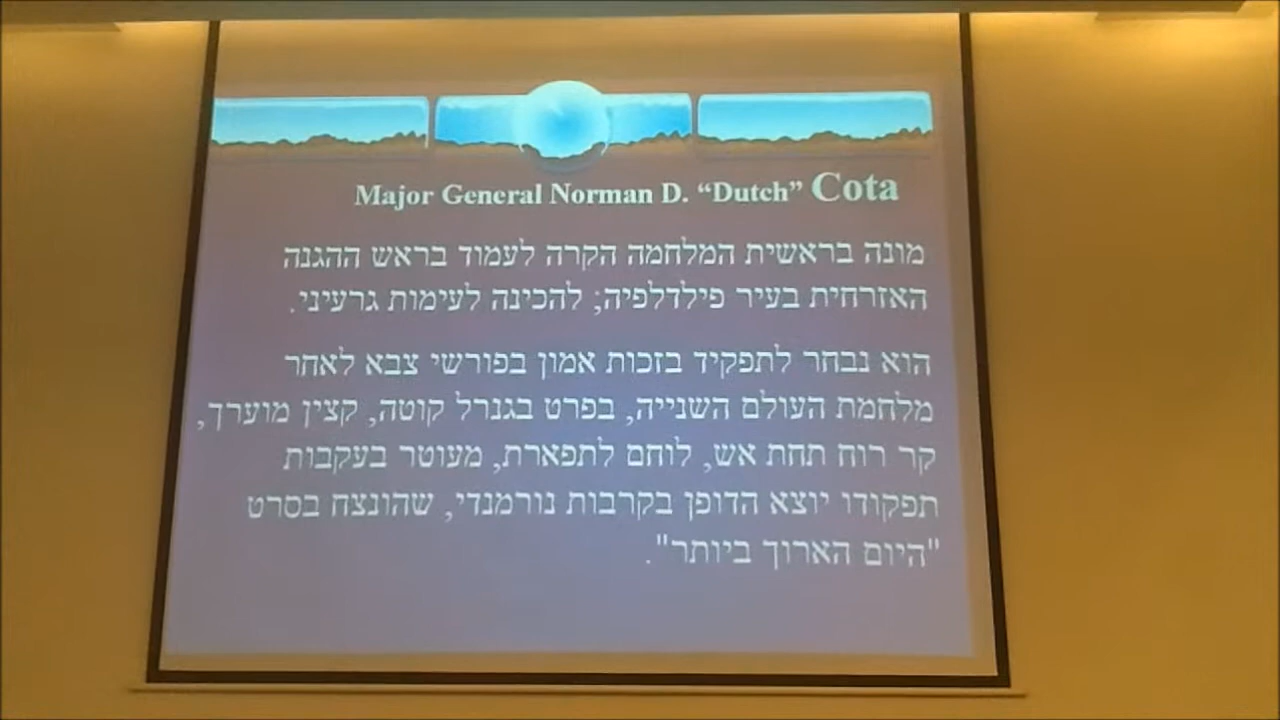 Major General Norman D. “Dutch” Cota
מונה בראשית המלחמה הקרה לעמוד בראש ההגנה
האזרחית בעיר פילדלפיה; להכינה לעימות גרעיני.
הוא נבחר לתפקיד בזכות אמון בפורשי צבא לאחר
מלחמת העולם השנייה, בפרט בגנרל קוטה, קצין מוערך,
קר רוח תחת אש, לוחם לתפארת, מעוטר בעקבות
תפקודו יוצא הדופן בקרבות נורמנדי, שהונצח בסרט
"היום הארוך ביותר".